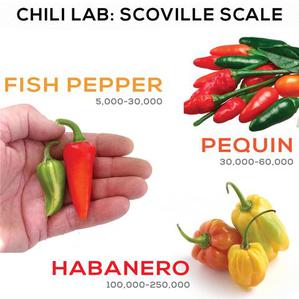 CHILI LAB: SCOVILLE SCALE
FISH PEPPER
5,000-30,000
PEQUIN
30,000-60,000
HABANERO
100,000-250,000